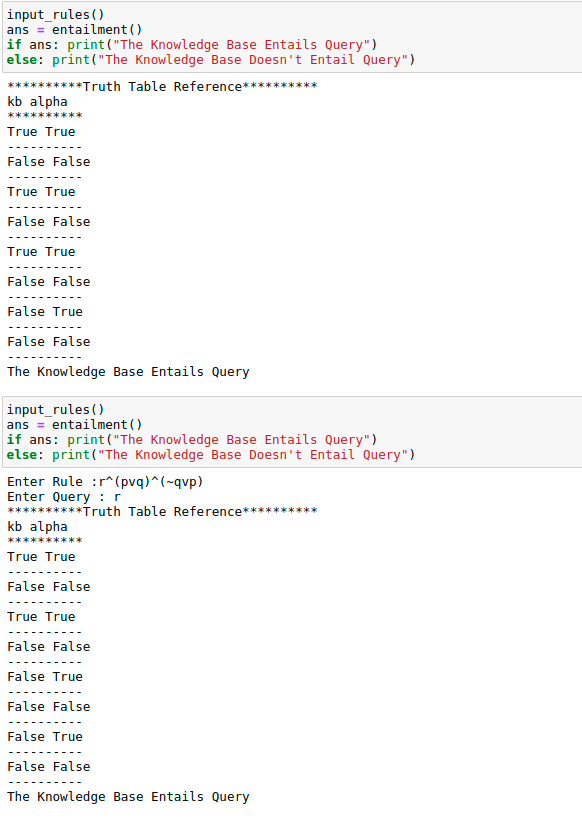 input_rules()
ans = entailment()
if ans: print("The Knowledge Base Entails Query")
else: print("The Knowledge Base Doesn't Entail Query")
**********Truth Table Reference**********
kb alpha
**********
True True
----------
False False
----------
True True
----------
False False
----------
True True
----------
False False
----------
False True
----------
False False
----------
The Knowledge Base Entails Query
input_rules()
ans = entailment()
if ans: print("The Knowledge Base Entails Query")
else: print("The Knowledge Base Doesn't Entail Query")
Enter Rule :r^(pvq)^(~qvp)
Enter Query : r
**********Truth Table Reference**********
kb alpha
**********
True True
----------
False False
----------
True True
----------
False False
----------
False True
----------
False False
----------
False True
----------
False False
----------
The Knowledge Base Entails Query